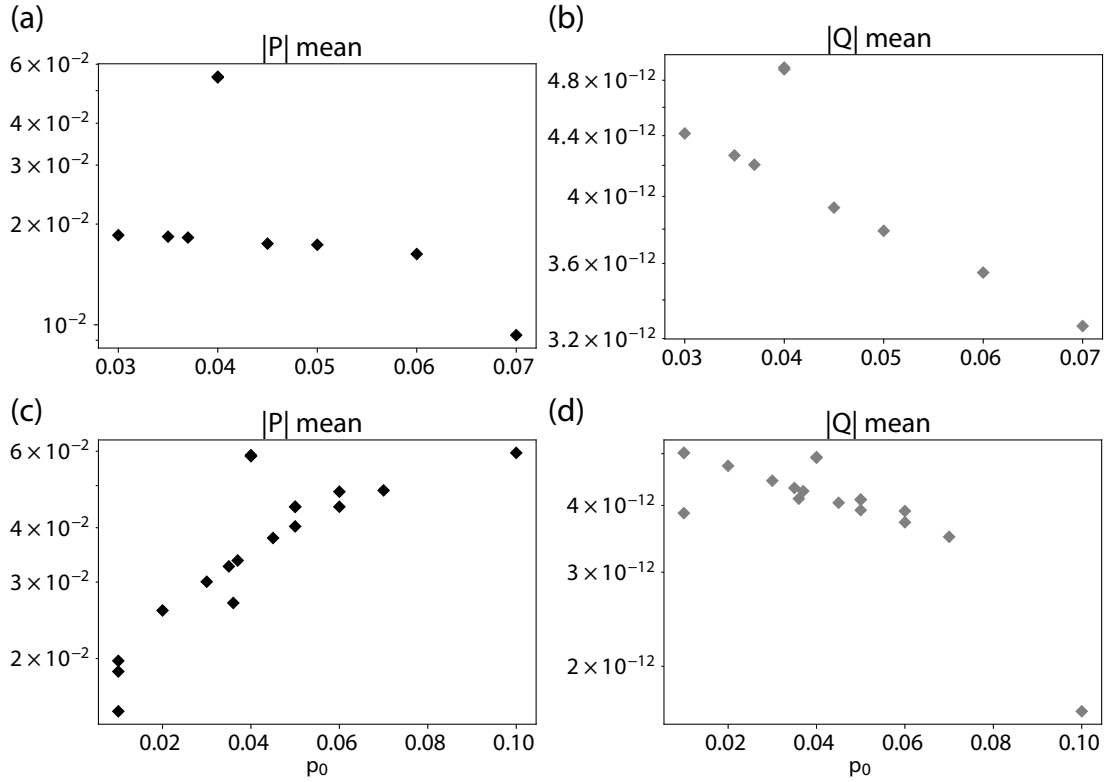 (a)
|P| mean
6×10⁻²
4×10⁻²
3×10⁻²
2×10⁻²
10⁻²
0.03 0.04 0.05 0.06 0.07
(b)
|Q| mean
4.8×10⁻¹²
4.4×10⁻¹²
4×10⁻¹²
3.6×10⁻¹²
3.2×10⁻¹²
0.03 0.04 0.05 0.06 0.07
(c)
|P| mean
6×10⁻²
4×10⁻²
3×10⁻²
2×10⁻²
0.02 0.04 0.06 0.08 0.10
p₀
(d)
|Q| mean
4×10⁻¹²
3×10⁻¹²
2×10⁻¹²
0.02 0.04 0.06 0.08 0.10
p₀